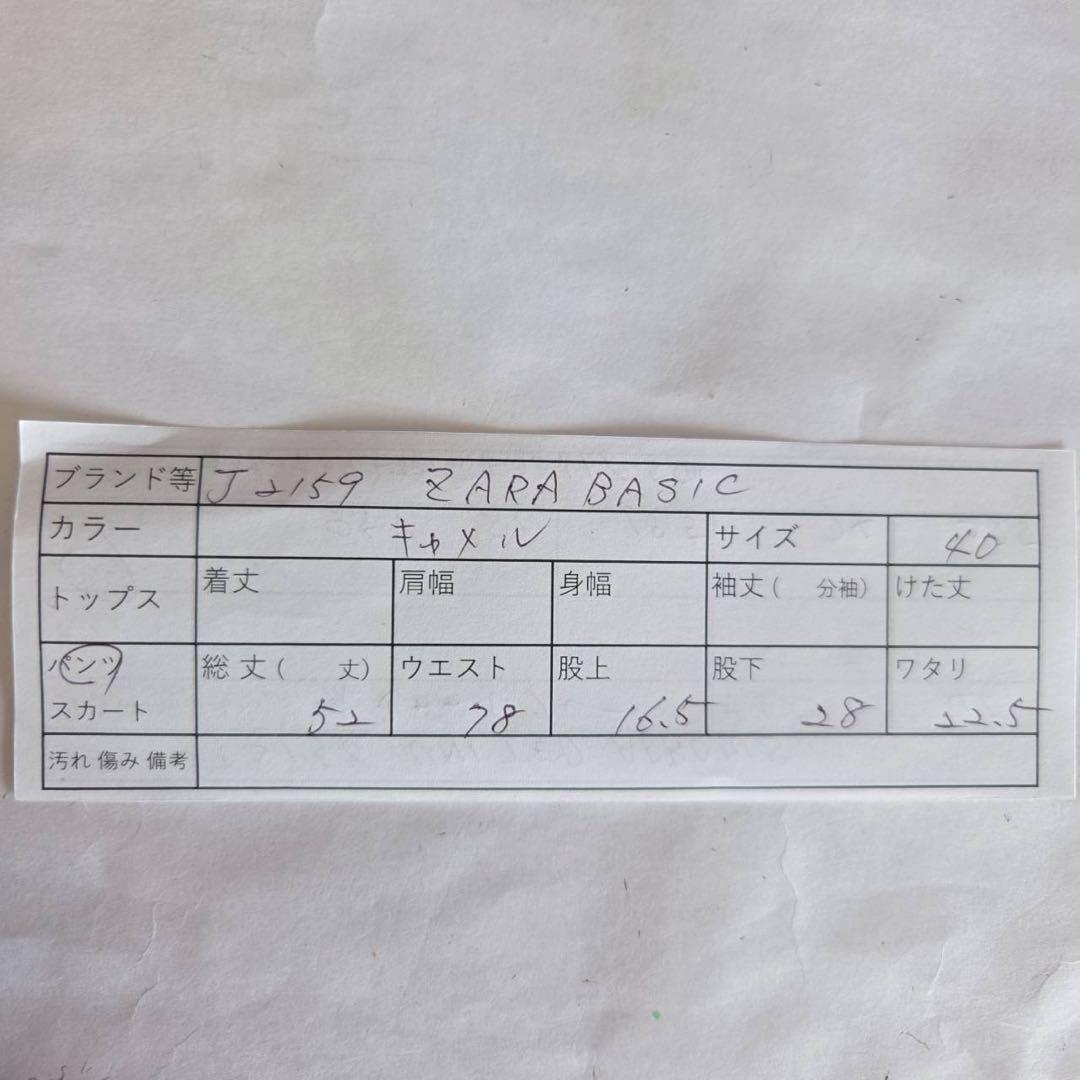 ブランド等 J2159 ZARA BASIC
カラー キャメル サイズ 40
トップス 着丈 肩幅 身幅 袖丈( 分袖) けた丈
パンツ 総丈( 丈) ウエスト 股上 股下 ワタリ
スカート 52 78 16.5 28 22.5
汚れ 傷み 備考